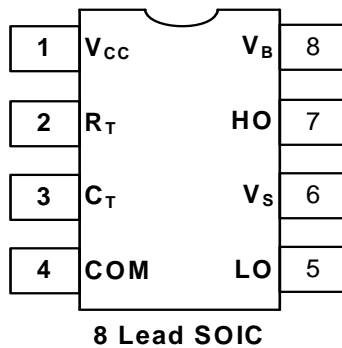 1 VCC VB 8
2 RT HO 7
3 CT VS 6
4 COM LO 5
8 Lead SOIC